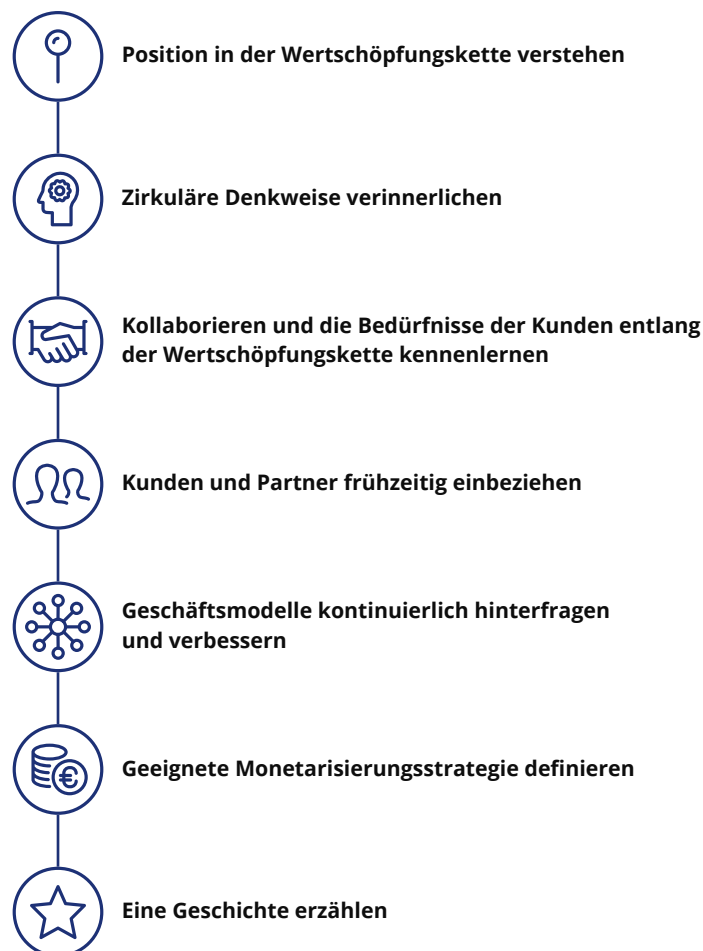 Position in der Wertschöpfungskette verstehen
Zirkuläre Denkweise verinnerlichen
Kollaborieren und die Bedürfnisse der Kunden entlang
der Wertschöpfungskette kennenlernen
Kunden und Partner frühzeitig einbeziehen
Geschäftsmodelle kontinuierlich hinterfragen
und verbessern
€
Geeignete Monetarisierungsstrategie definieren
Eine Geschichte erzählen